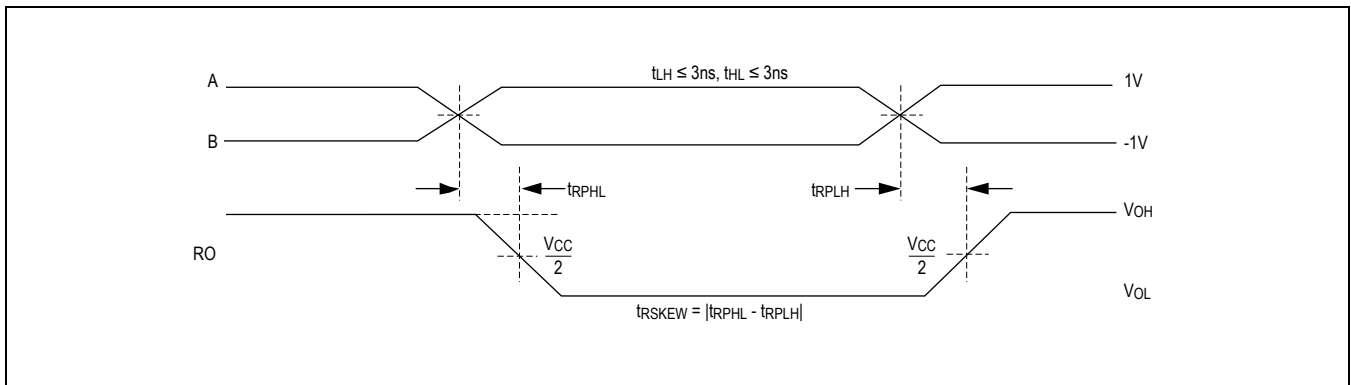 A
tLH ≤ 3ns, tHL ≤ 3ns
1V
B
-1V
tRPHL
tRPLH
VOH
RO
VCC
2
VCC
2
VOL
tRSKEW = |tRPHL - tRPLH|